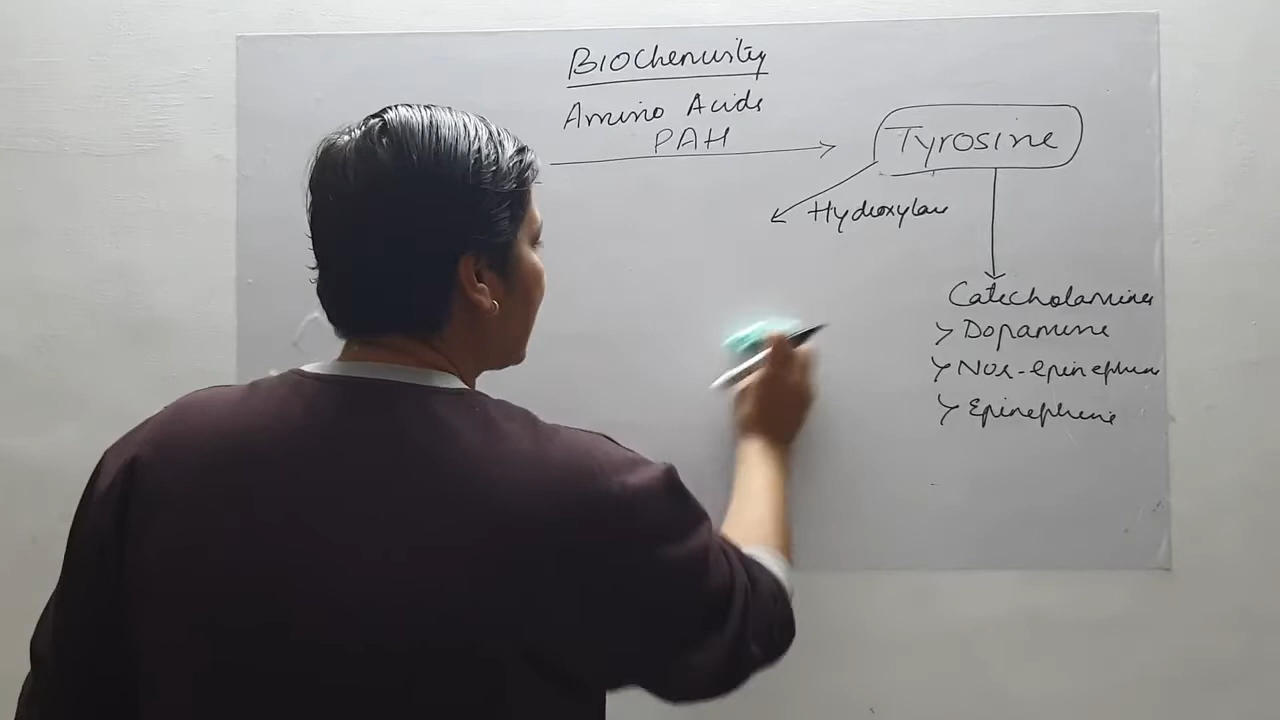 Biochemistry
Amino Acids
PAH
Tyrosine
Hydroxylase
Catecholamines
> Dopamine
> Nor-epinephrine
> Epinephrine